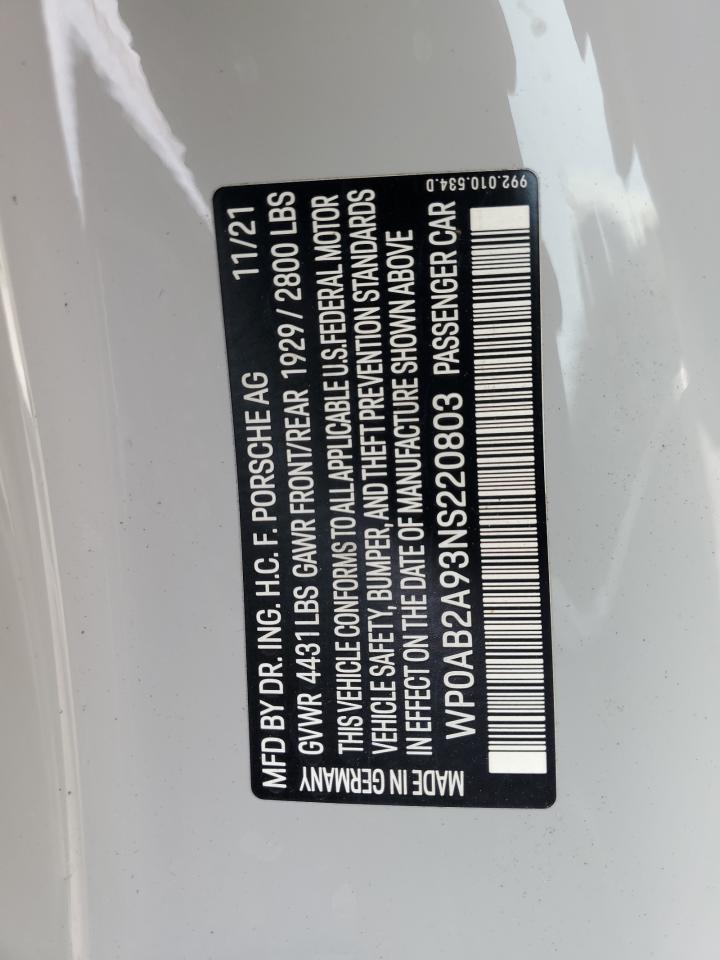 MFD BY DR. ING. H.C. F. PORSCHE AG 11/21
GVWR 4431 LBS GAWR FRONT/REAR 1929 / 2800 LBS
THIS VEHICLE CONFORMS TO ALL APPLICABLE U.S. FEDERAL MOTOR
VEHICLE SAFETY, BUMPER, AND THEFT PREVENTION STANDARDS
IN EFFECT ON THE DATE OF MANUFACTURE SHOWN ABOVE
WP0AB2A93NS220803 PASSENGER CAR
MADE IN GERMANY
992.010.534.D